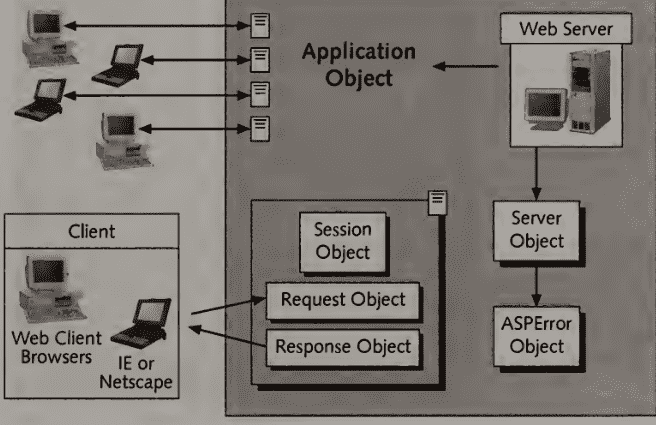 Application
Object
Web Server
Client
Web Client
Browsers
IE or
Netscape
Session
Object
Request Object
Response Object
Server
Object
ASPError
Object